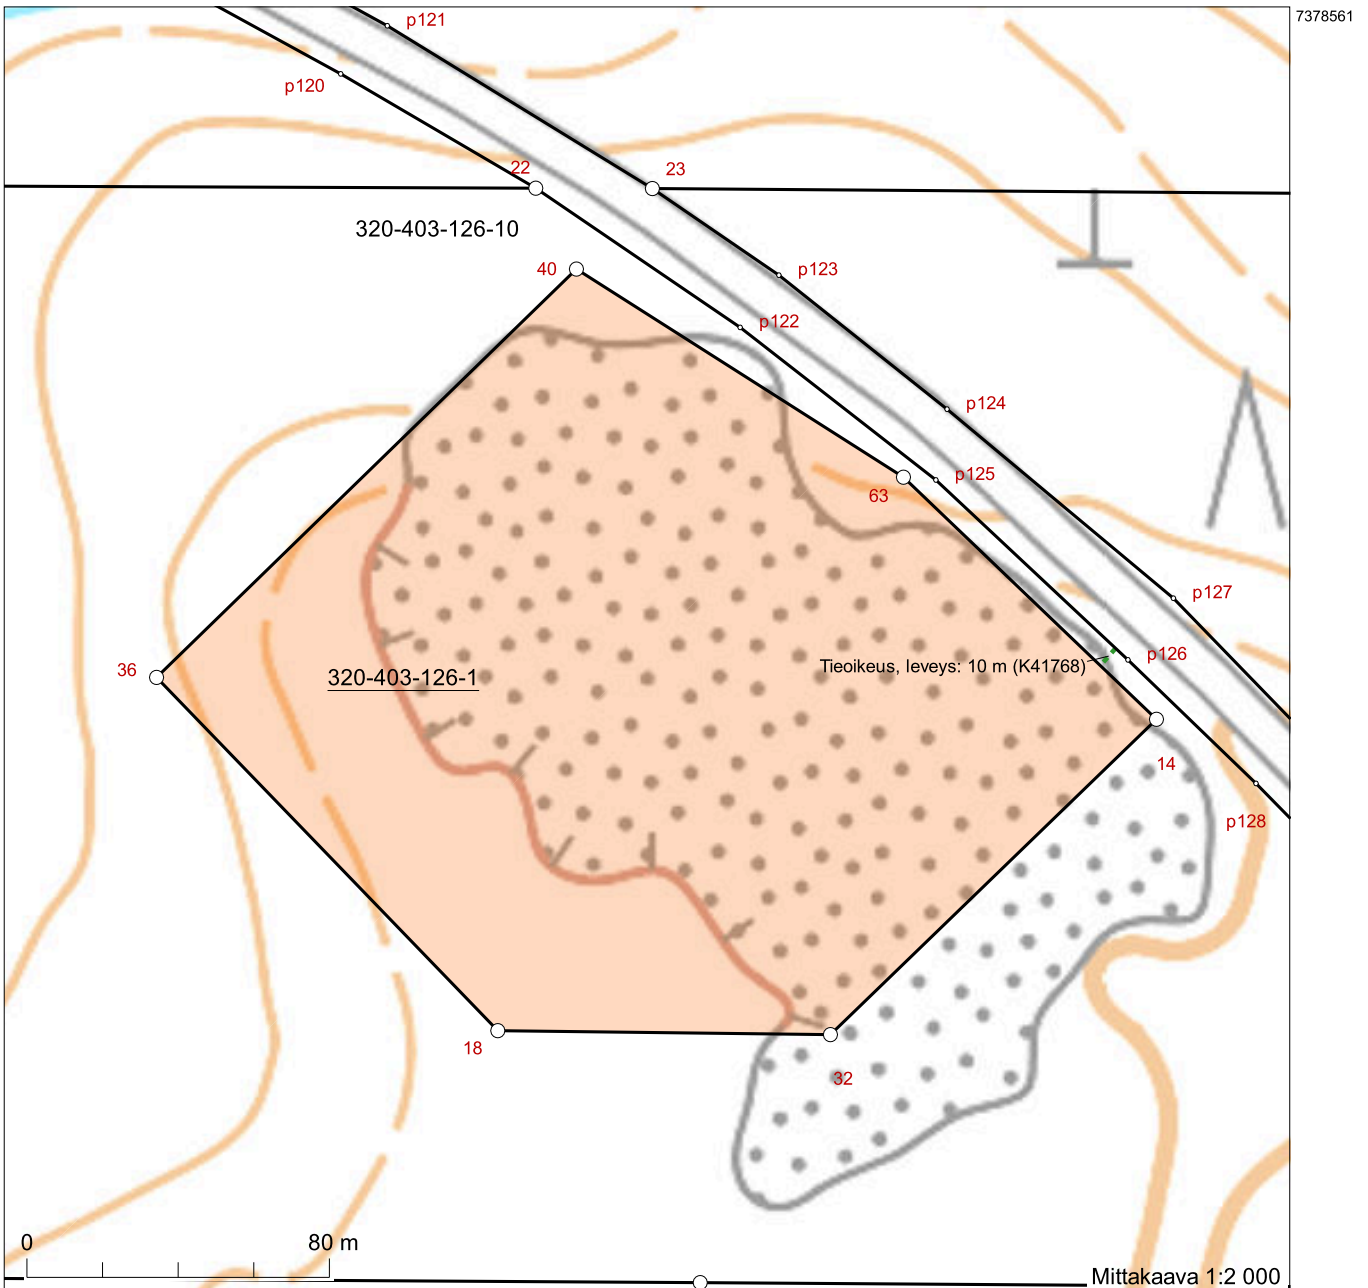 7378561
p121
p120
22
23
320-403-126-10
40
p123
p122
p124
p125
63
p127
p126
Tieoikeus, leveys: 10 m (K41768)
36
320-403-126-1
14
p128
18
32
0 80 m
Mittakaava 1:2 000